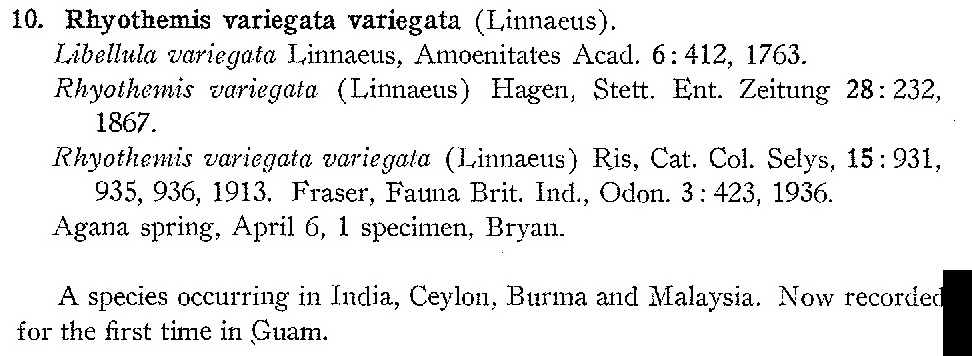 10. Rhyothemis variegata variegata (Linnaeus).
Libellula variegata Linnaeus, Amoenitates Acad. 6: 412, 1763.
Rhyothemis variegata (Linnaeus) Hagen, Stett. Ent. Zeitung 28: 232,
1867.
Rhyothemis variegata variegata (Linnaeus) Ris, Cat. Col. Selys, 15: 931,
935, 936, 1913. Fraser, Fauna Brit. Ind., Odon. 3: 423, 1936.
Agana spring, April 6, 1 specimen, Bryan.
A species occurring in India, Ceylon, Burma and Malaysia. Now recorded
for the first time in Guam.